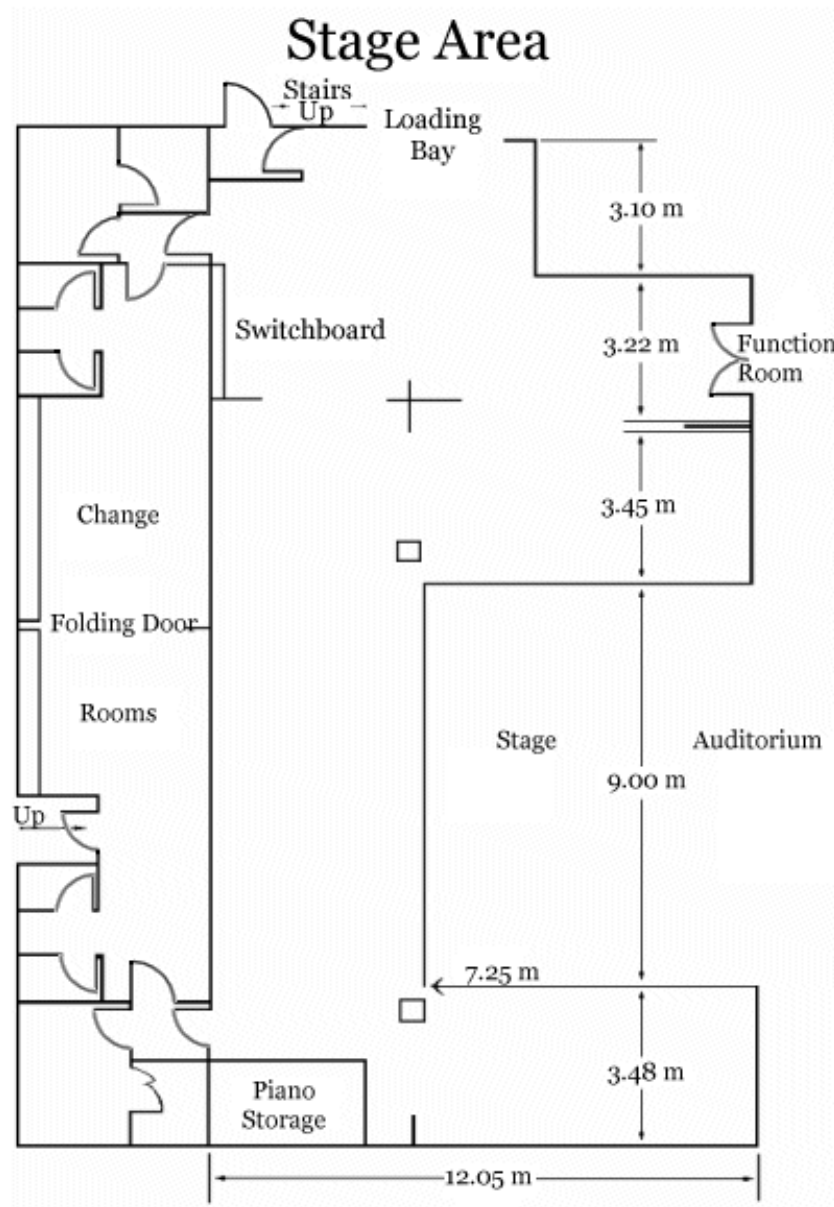 Stage Area
Stairs
Up
Loading
Bay
3.10 m
Switchboard
3.22 m
Function
Room
Change
3.45 m
Folding Door
Rooms
Stage
Auditorium
9.00 m
Up
7.25 m
3.48 m
Piano
Storage
12.05 m